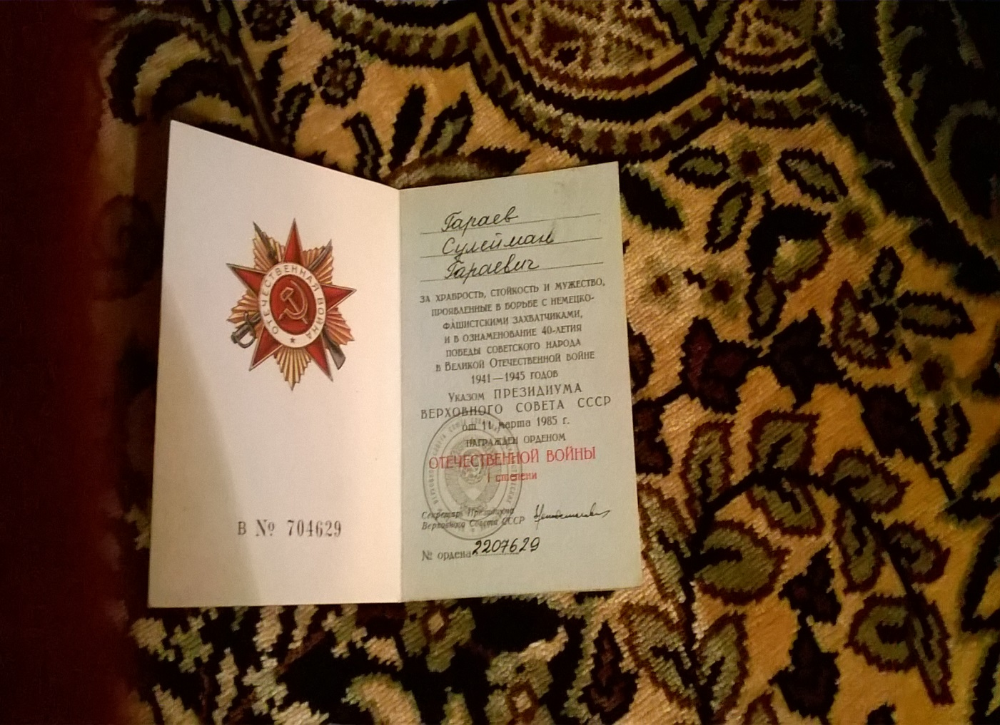 ОТЕЧЕСТВЕННАЯ ВОЙНА
В № 704629
Гараев
Сулейман
Гараевич
ЗА ХРАБРОСТЬ, СТОЙКОСТЬ И МУЖЕСТВО,
ПРОЯВЛЕННЫЕ В БОРЬБЕ С НЕМЕЦКО-
ФАШИСТСКИМИ ЗАХВАТЧИКАМИ,
И В ОЗНАМЕНОВАНИЕ 40-ЛЕТИЯ
ПОБЕДЫ СОВЕТСКОГО НАРОДА
В ВЕЛИКОЙ ОТЕЧЕСТВЕННОЙ ВОЙНЕ
1941—1945 ГОДОВ
УКАЗОМ ПРЕЗИДИУМА
ВЕРХОВНОГО СОВЕТА СССР
от 11 марта 1985 г.
НАГРАЖДЕН ОРДЕНОМ
ОТЕЧЕСТВЕННОЙ ВОЙНЫ
I степени
Секретарь Президиума
Верховного Совета СССР
№ ордена 2207629